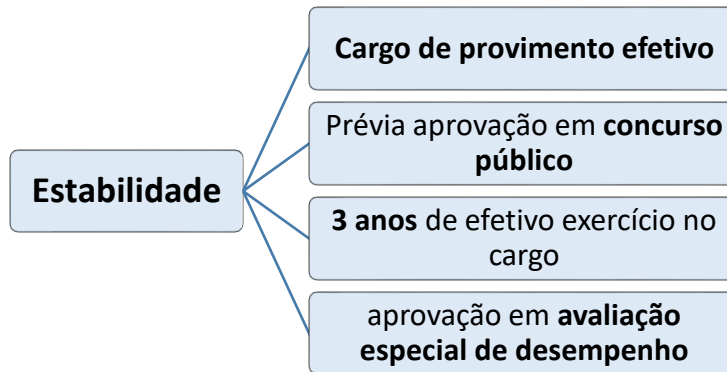 Estabilidade
Cargo de provimento efetivo
Prévia aprovação em concurso
público
3 anos de efetivo exercício no
cargo
aprovação em avaliação
especial de desempenho